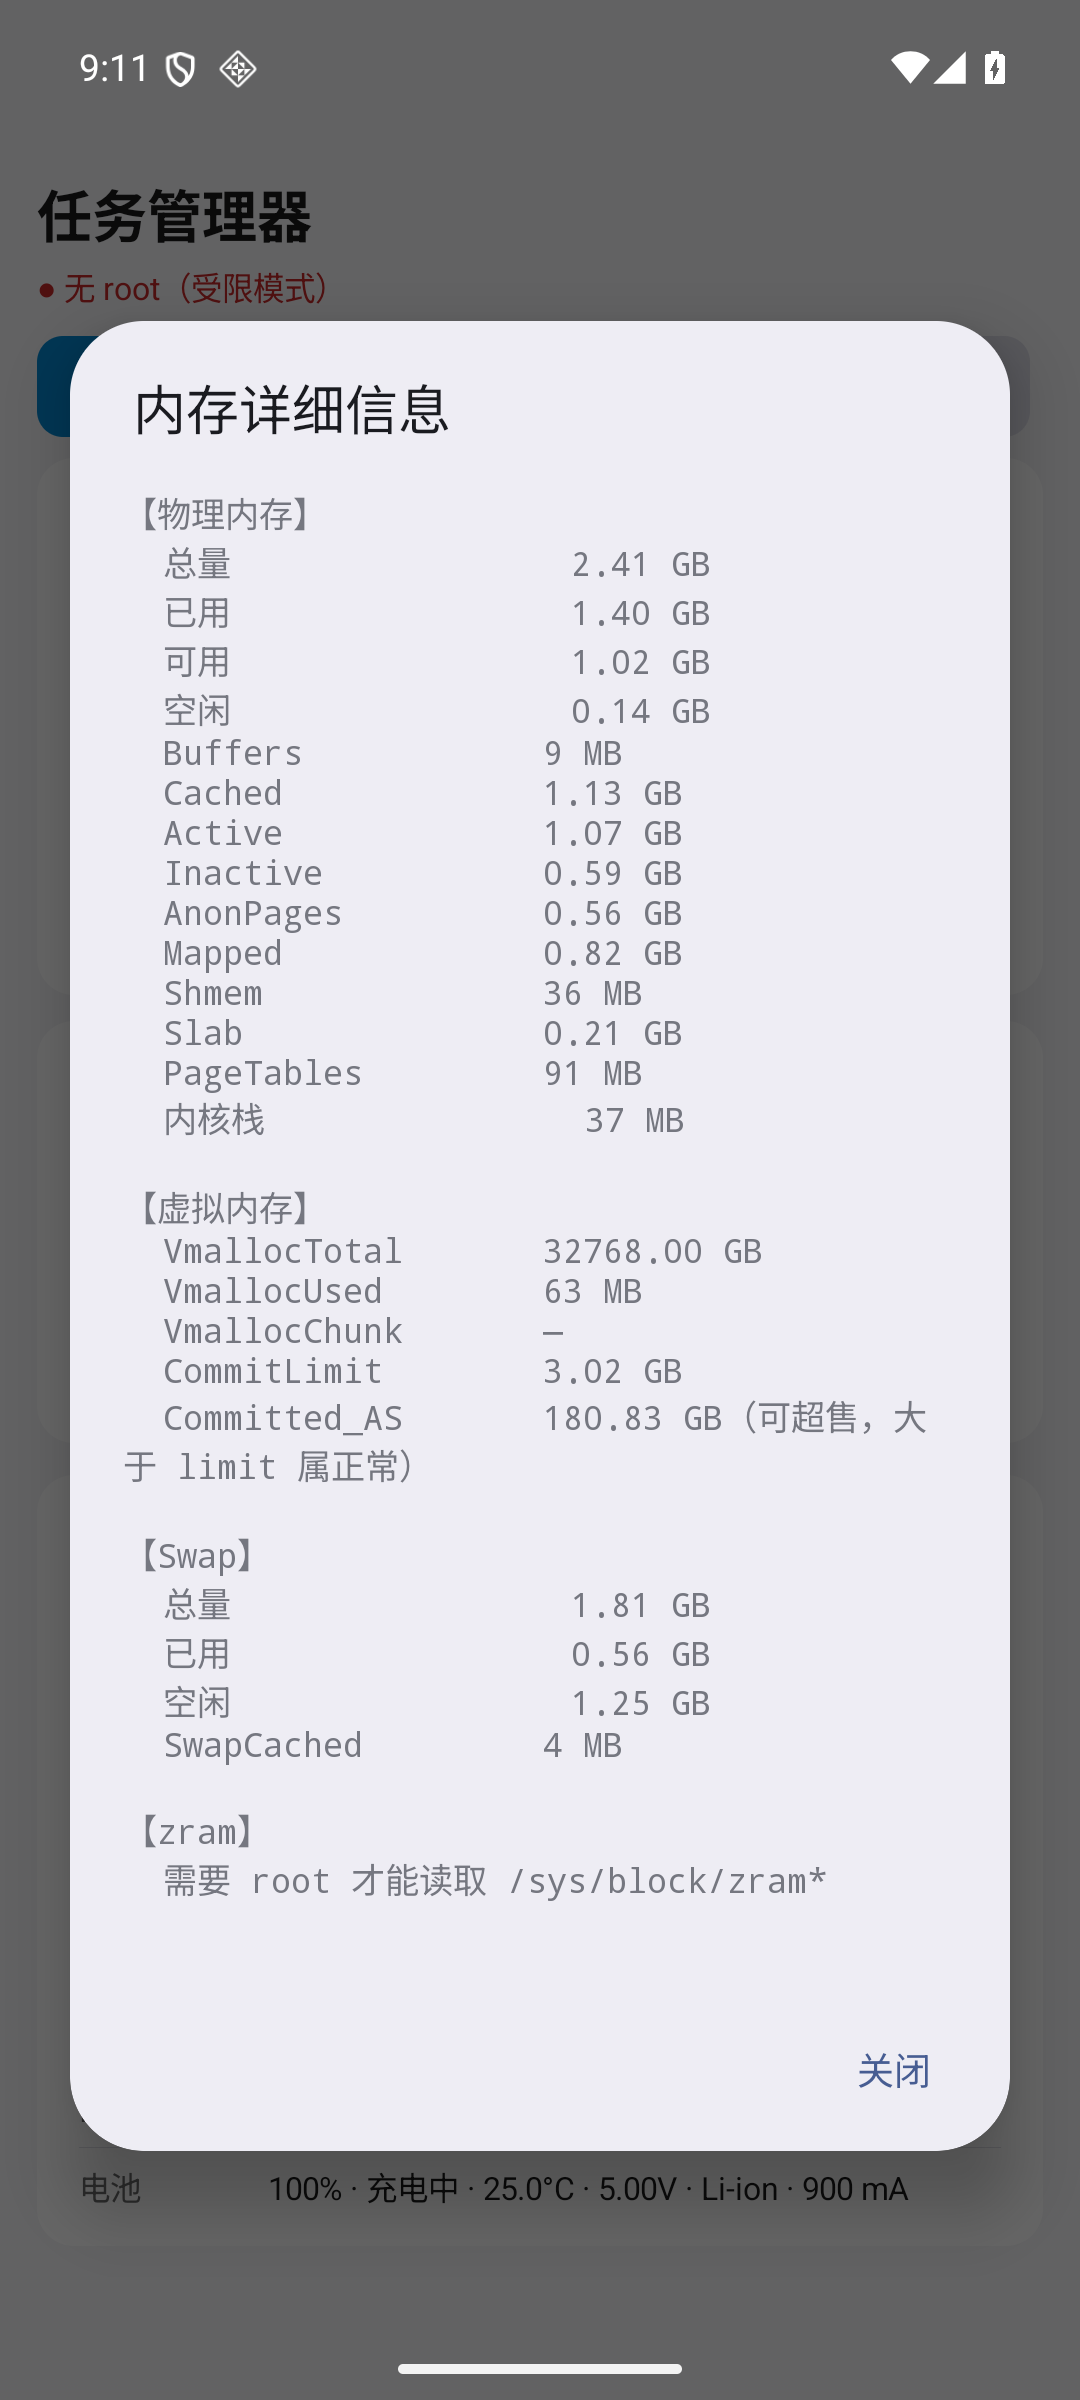 9:11
任务管理器
● 无 root（受限模式）
内存详细信息
【物理内存】
总量 2.41 GB
已用 1.40 GB
可用 1.02 GB
空闲 0.14 GB
Buffers 9 MB
Cached 1.13 GB
Active 1.07 GB
Inactive 0.59 GB
AnonPages 0.56 GB
Mapped 0.82 GB
Shmem 36 MB
Slab 0.21 GB
PageTables 91 MB
内核栈 37 MB
【虚拟内存】
VmallocTotal 32768.00 GB
VmallocUsed 63 MB
VmallocChunk —
CommitLimit 3.02 GB
Committed_AS 180.83 GB（可超售，大
于 limit 属正常）
【Swap】
总量 1.81 GB
已用 0.56 GB
空闲 1.25 GB
SwapCached 4 MB
【zram】
需要 root 才能读取 /sys/block/zram*
关闭
电池 100% · 充电中 · 25.0°C · 5.00V · Li-ion · 900 mA